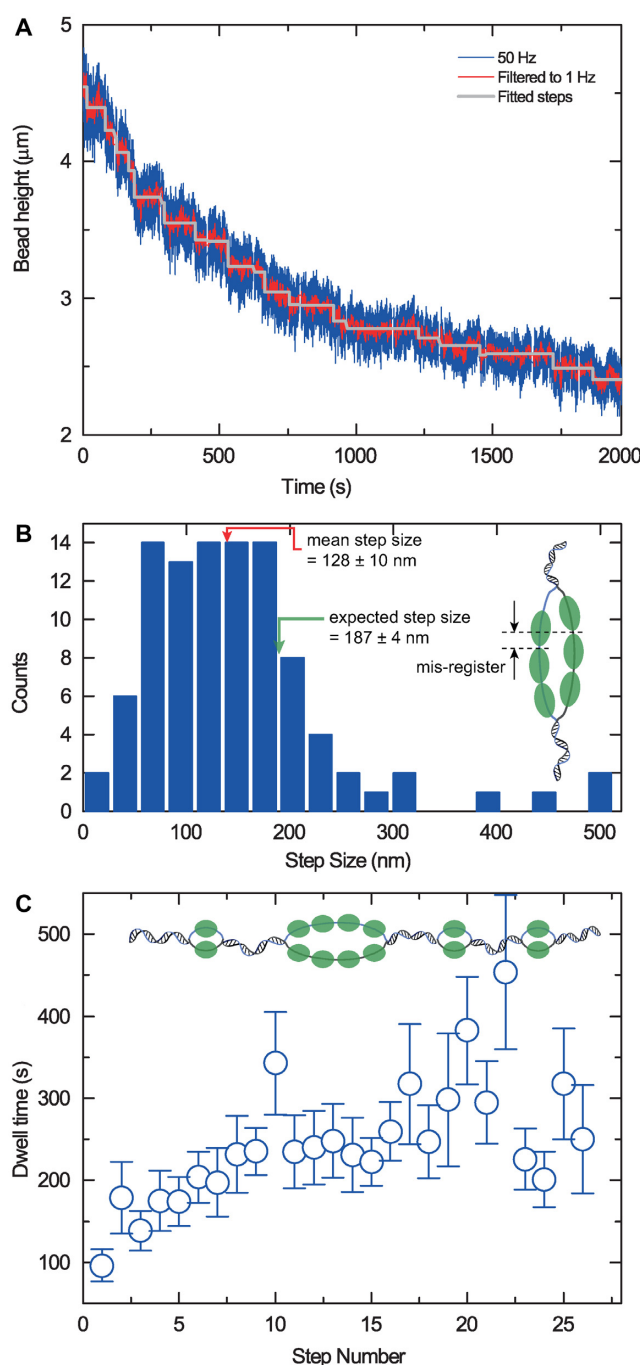 A
5
4
3
2
Bead height (μm)
50 Hz
Filtered to 1 Hz
Fitted steps
0
500
1000
1500
2000
Time (s)
B
14
12
10
8
6
4
2
0
Counts
mean step size
= 128 ± 10 nm
expected step size
= 187 ± 4 nm
mis-register
0
100
200
300
400
500
Step Size (nm)
C
500
400
300
200
100
Dwell time (s)
0
5
10
15
20
25
Step Number